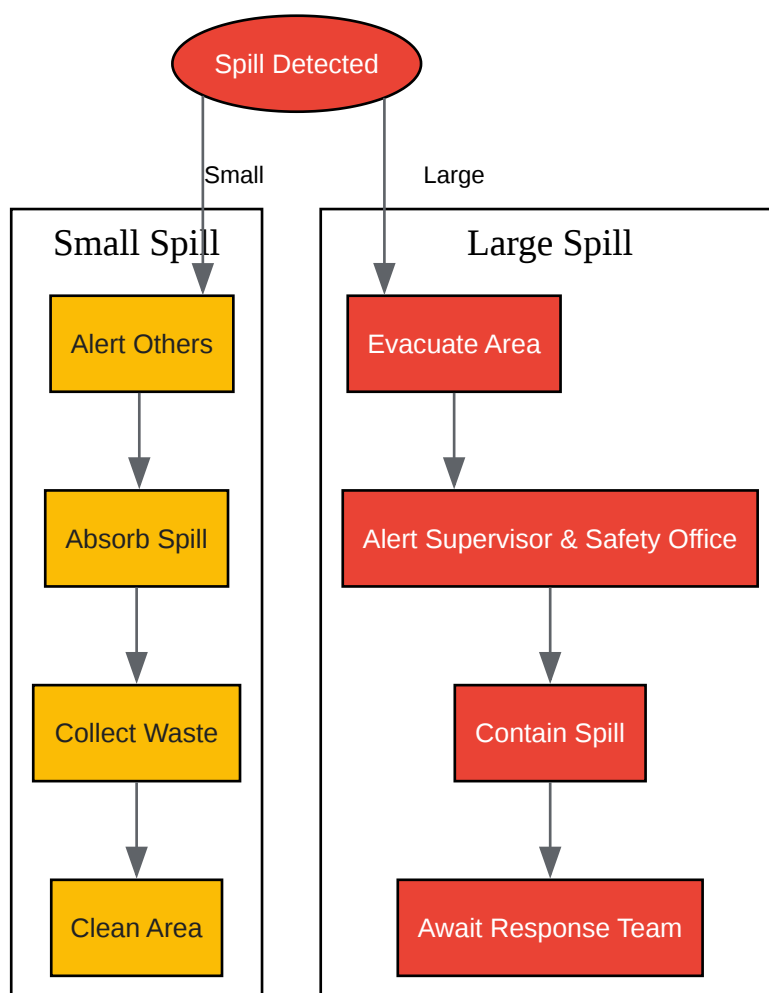 Spill Detected
Small
Large
Small Spill
Large Spill
Alert Others
Evacuate Area
Absorb Spill
Alert Supervisor & Safety Office
Collect Waste
Contain Spill
Clean Area
Await Response Team